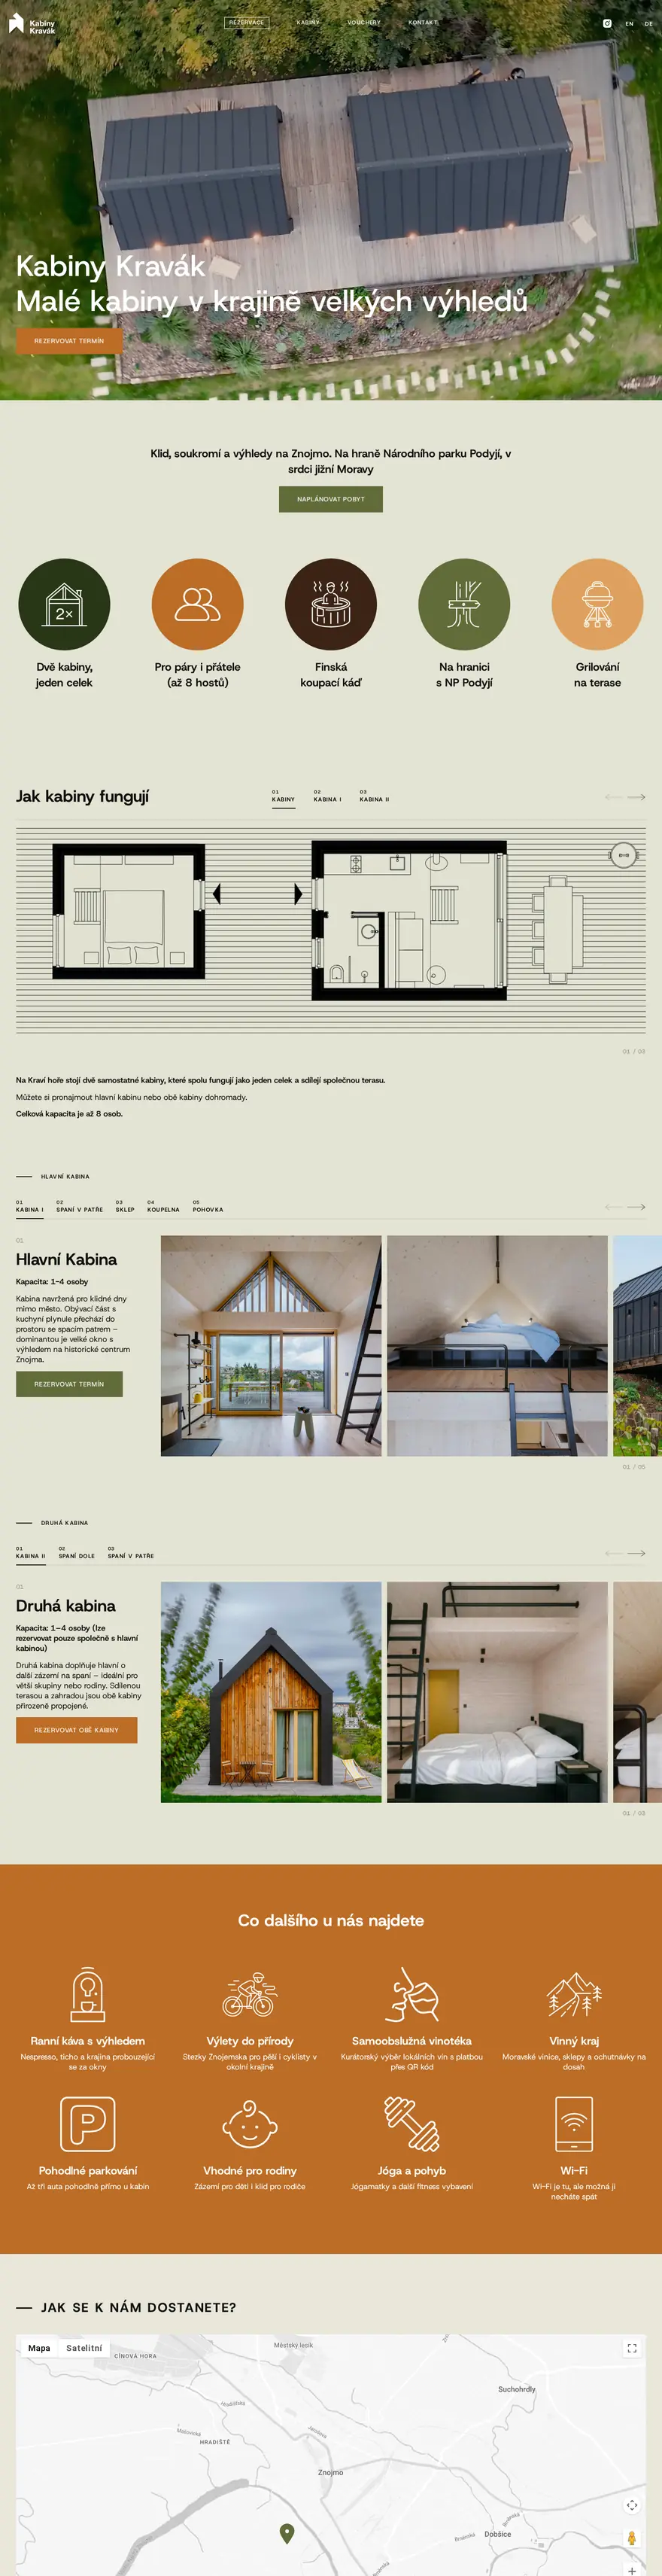 Kabiny
Kravák
REZERVACE
KABINY
VOUCHERY
KONTAKT
EN
DE
Kabiny Kravák
Malé kabiny v krajině velkých výhledů
REZERVOVAT TERMÍN
Klid, soukromí a výhledy na Znojmo. Na hraně Národního parku Podyjí, v
srdci jižní Moravy
NAPLÁNOVAT POBYT
2×
Dvě kabiny,
jeden celek
Pro páry i přátele
(až 8 hostů)
Finská
koupací káď
Na hranici
s NP Podyjí
Grilování
na terase
Jak kabiny fungují
01
KABINY
02
KABINA I
03
KABINA II
01 / 03
Na Kraví hoře stojí dvě samostatné kabiny, které spolu fungují jako jeden celek a sdílejí společnou terasu.
Můžete si pronajmout hlavní kabinu nebo obě kabiny dohromady.
Celková kapacita je až 8 osob.
HLAVNÍ KABINA
01
KABINA I
02
SPANÍ V PATŘE
03
SKLEP
04
KOUPELNA
05
POHOVKA
01
Hlavní Kabina
Kapacita: 1-4 osoby
Kabina navržená pro klidné dny
mimo město. Obývací část s
kuchyní plynule přechází do
prostoru se spacím patrem –
dominantou je velké okno s
výhledem na historické centrum
Znojma.
REZERVOVAT TERMÍN
01 / 05
DRUHÁ KABINA
01
KABINA II
02
SPANÍ DOLE
03
SPANÍ V PATŘE
01
Druhá kabina
Kapacita: 1–4 osoby (lze
rezervovat pouze společně s hlavní
kabinou)
Druhá kabina doplňuje hlavní o
další zázemí na spaní – ideální pro
větší skupiny nebo rodiny. Sdílenou
terasou a zahradou jsou obě kabiny
přirozeně propojené.
REZERVOVAT OBĚ KABINY
01 / 03
Co dalšího u nás najdete
Ranní káva s výhledem
Nespresso, ticho a krajina probouzející
se za okny
Výlety do přírody
Stezky Znojemska pro pěší i cyklisty v
okolní krajině
Samoobslužná vinotéka
Kurátorský výběr lokálních vín s platbou
přes QR kód
Vinný kraj
Moravské vinice, sklepy a ochutnávky na
dosah
P
Pohodlné parkování
Až tři auta pohodlně přímo u kabin
Vhodné pro rodiny
Zázemí pro děti i klid pro rodiče
Jóga a pohyb
Jógamatky a další fitness vybavení
Wi-Fi
Wi-Fi je tu, ale možná ji
necháte spát
JAK SE K NÁM DOSTANETE?
Mapa
Satelitní
CÍNOVÁ HORA
Městský lesík
Suchohrdly
HRADIŠTĚ
Znojmo
Dobšice